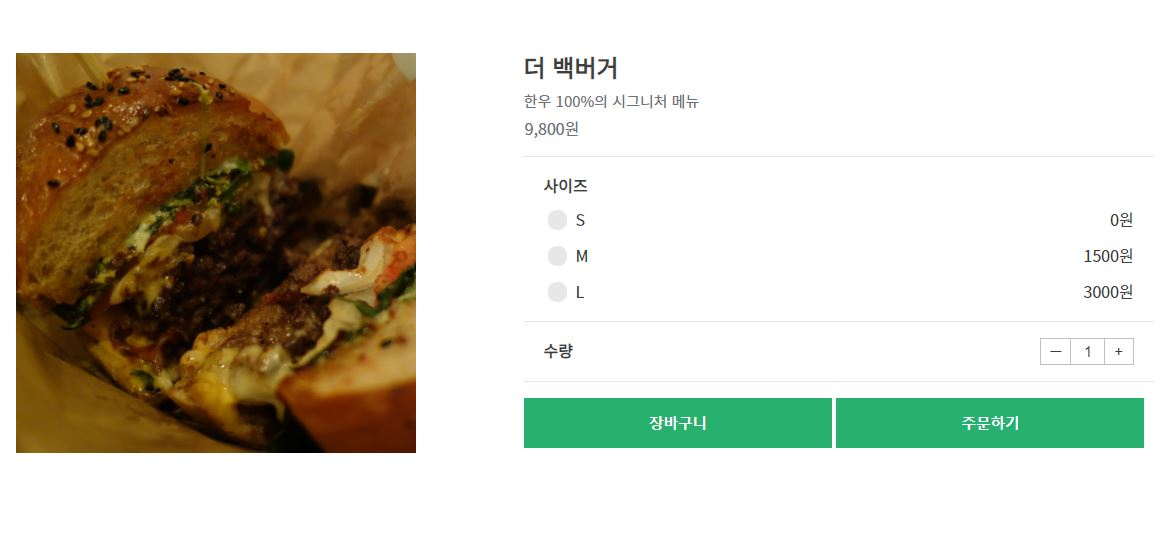 더 백버거
한우 100%의 시그니처 메뉴
9,800원
사이즈
S 0원
M 1500원
L 3000원
수량 — 1 +
장바구니 주문하기